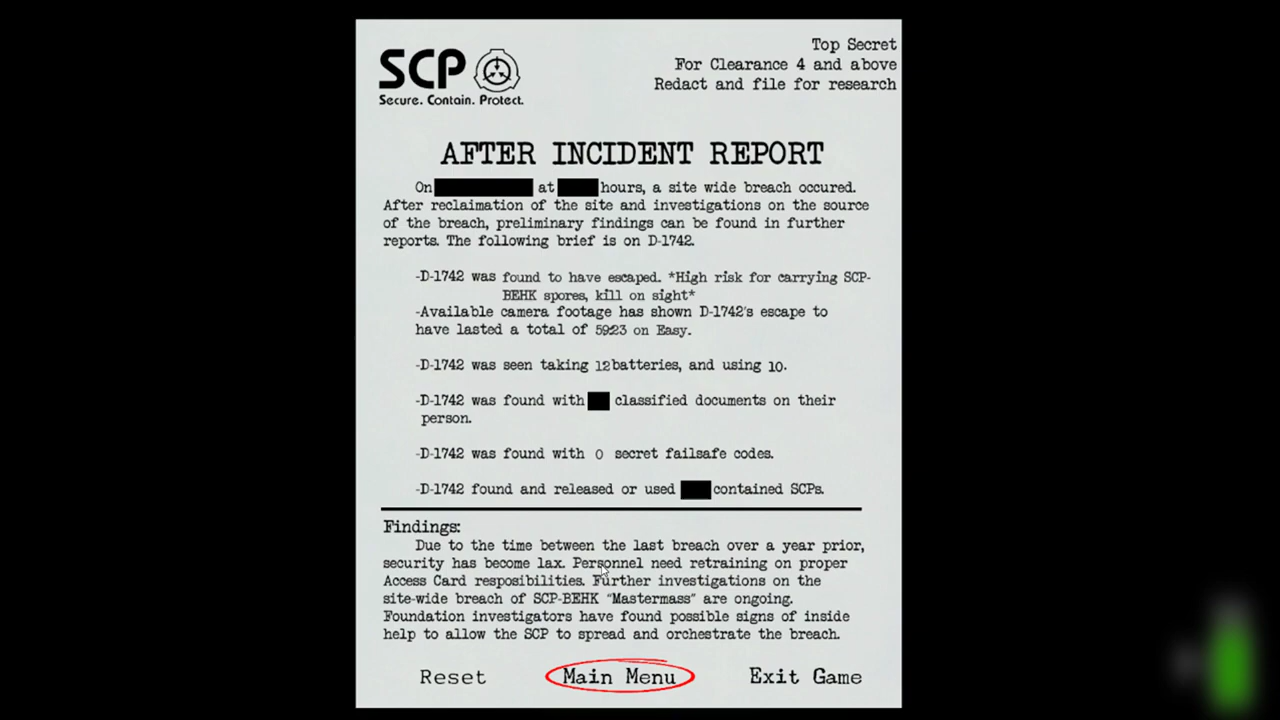 Top Secret
For Clearance 4 and above
Redact and file for research
SCP
Secure. Contain. Protect.
AFTER INCIDENT REPORT
On at hours, a site wide breach occured.
After reclamation of the site and investigations on the source
of the breach, preliminary findings can be found in further
reports. The following brief is on D-1742.
-D-1742 was found to have escaped. *High risk for carrying SCP-
BEHK spores, kill on sight*
-Available camera footage has shown D-1742's escape to
have lasted a total of 59:23 on Easy.
-D-1742 was seen taking 12 batteries, and using 10.
-D-1742 was found with classified documents on their
person.
-D-1742 was found with 0 secret failsafe codes.
-D-1742 found and released or used contained SCPs.
Findings:
Due to the time between the last breach over a year prior,
security has become lax. Personnel need retraining on proper
Access Card resposibilities. Further investigations on the
site-wide breach of SCP-BEHK "Mastermass" are ongoing.
Foundation investigators have found possible signs of inside
help to allow the SCP to spread and orchestrate the breach.
Reset Main Menu Exit Game